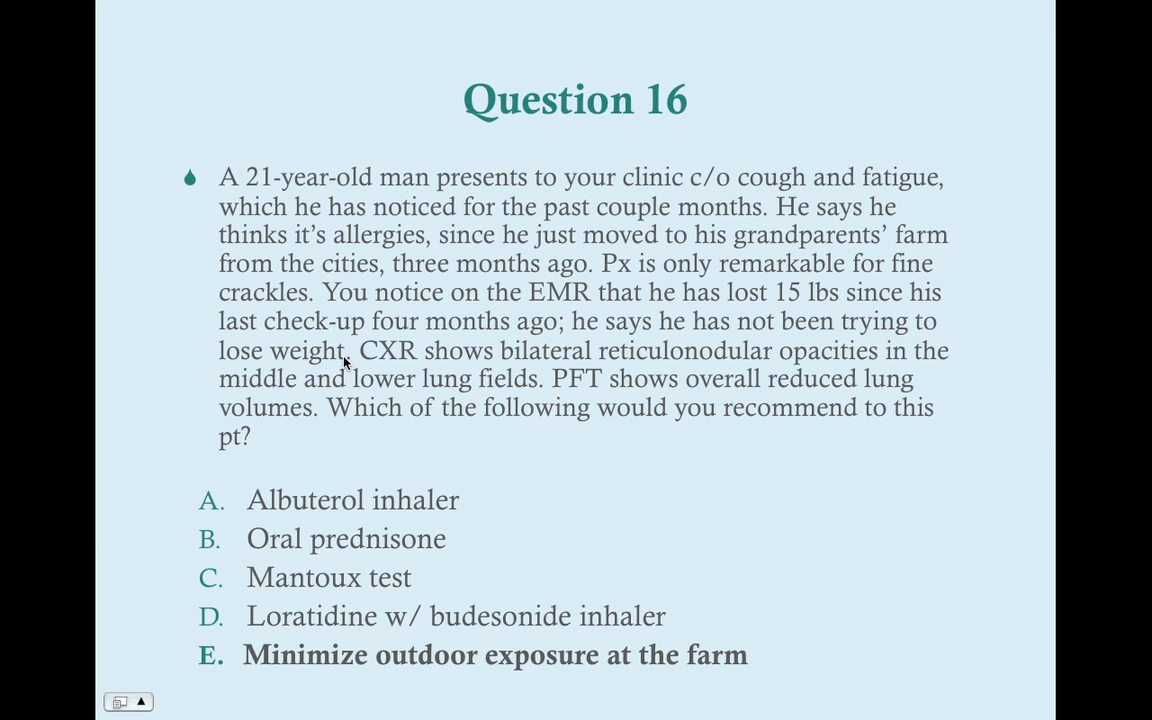 Question 16
A 21-year-old man presents to your clinic c/o cough and fatigue,
which he has noticed for the past couple months. He says he
thinks it’s allergies, since he just moved to his grandparents’ farm
from the cities, three months ago. Px is only remarkable for fine
crackles. You notice on the EMR that he has lost 15 lbs since his
last check-up four months ago; he says he has not been trying to
lose weight. CXR shows bilateral reticulonodular opacities in the
middle and lower lung fields. PFT shows overall reduced lung
volumes. Which of the following would you recommend to this
pt?
A. Albuterol inhaler
B. Oral prednisone
C. Mantoux test
D. Loratidine w/ budesonide inhaler
E. Minimize outdoor exposure at the farm